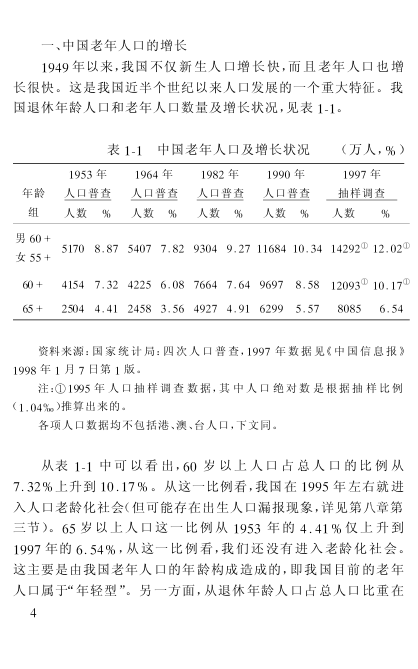 一、中国老年人口的增长
1949 年以来,我国不仅新生人口增长快,而且老年人口也增
长很快。这是我国近半个世纪以来人口发展的一个重大特征。我
国退休年龄人口和老年人口数量及增长状况,见表 1-1。
表 1-1 中国老年人口及增长状况 (万人,%)
1953 年 1964 年 1982 年 1990 年 1997 年
年龄 人口普查 人口普查 人口普查 人口普查 抽样调查
组 人数 % 人数 % 人数 % 人数 % 人数 %
男 60 +
女 55 +
5170 8.87 5407 7.82 9304 9.27 11684 10.34 14292① 12.02①
60 + 4154 7.32 4225 6.08 7664 7.64 9697 8.58 12093① 10.17①
65 + 2504 4.41 2458 3.56 4927 4.91 6299 5.57 8085 6.54
资料来源:国家统计局:四次人口普查,1997 年数据见《中国信息报》
1998 年 1 月 7 日第 1 版。
注:①1995 年人口抽样调查数据,其中人口绝对数是根据抽样比例
(1.04‰)推算出来的。
各项人口数据均不包括港、澳、台人口,下文同。
从表 1-1 中可以看出,60 岁以上人口占总人口的比例从
7.32%上升到 10.17%。从这一比例看,我国在 1995 年左右就进
入人口老龄化社会(但可能存在出生人口漏报现象,详见第八章第
三节)。65 岁以上人口这一比例从 1953 年的 4.41%仅上升到
1997 年的 6.54%,从这一比例看,我们还没有进入老龄化社会。
这主要是由我国老年人口的年龄构成造成的,即我国目前的老年
人口属于“年轻型”。另一方面,从退休年龄人口占总人口比重在
4